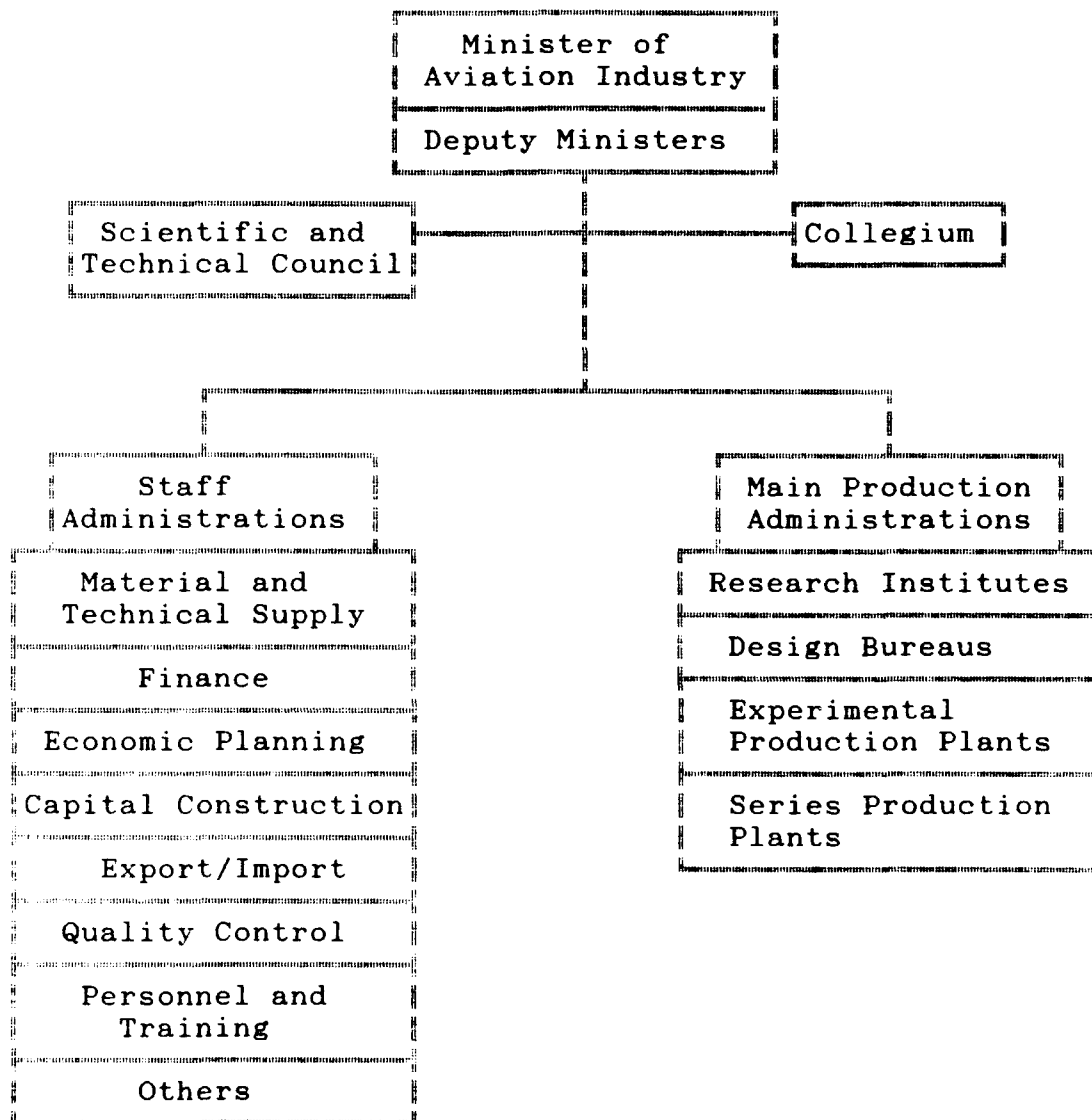 Minister of
Aviation Industry
Deputy Ministers
Scientific and
Technical Council
Collegium
Staff
Administrations
Material and
Technical Supply
Finance
Economic Planning
Capital Construction
Export/Import
Quality Control
Personnel and
Training
Others
Main Production
Administrations
Research Institutes
Design Bureaus
Experimental
Production Plants
Series Production
Plants